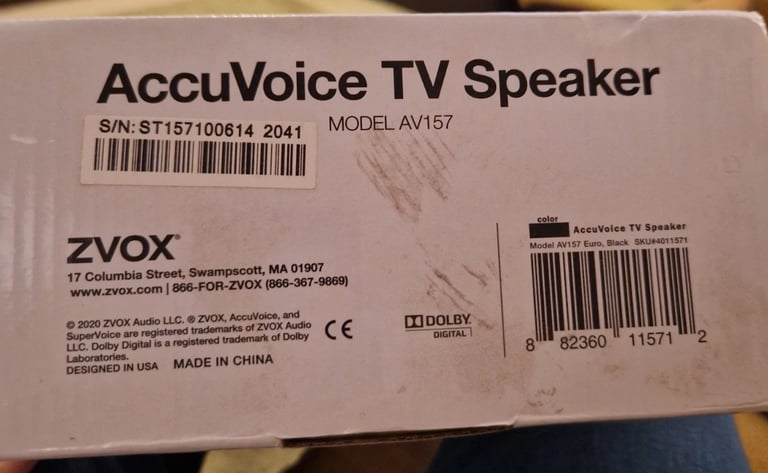 AccuVoice TV Speaker
S/N: ST157100614 2041
MODEL AV157
ZVOX®
17 Columbia Street, Swampscott, MA 01907
www.zvox.com | 866-FOR-ZVOX (866-367-9869)
© 2020 ZVOX Audio LLC. ® ZVOX, AccuVoice, and
SuperVoice are registered trademarks of ZVOX Audio
LLC. Dolby Digital is a registered trademark of Dolby
Laboratories.
DESIGNED IN USA MADE IN CHINA
CE
DOLBY.
DIGITAL
color
AccuVoice TV Speaker
Model AV157 Euro, Black SKU#4011571
8 82360 11571 2